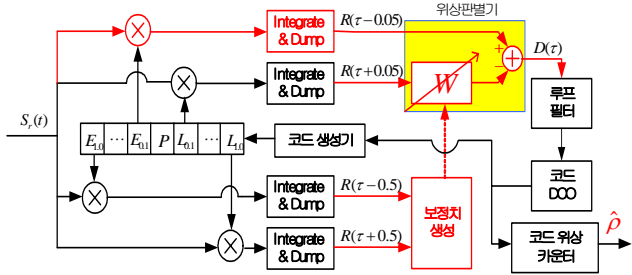 위상판별기
Integrate
& Dump
R(τ−0.05)
+
−
D(τ)
Integrate
& Dump
R(τ+0.05)
W
루프
필터
S_r(t)
E_1.0 ⋯ E_0.1 P L_0.1 ⋯ L_1.0
코드 생성기
코드
DCO
Integrate
& Dump
R(τ−0.5)
보정치
생성
Integrate
& Dump
R(τ+0.5)
코드 위상
카운터
ρ̂